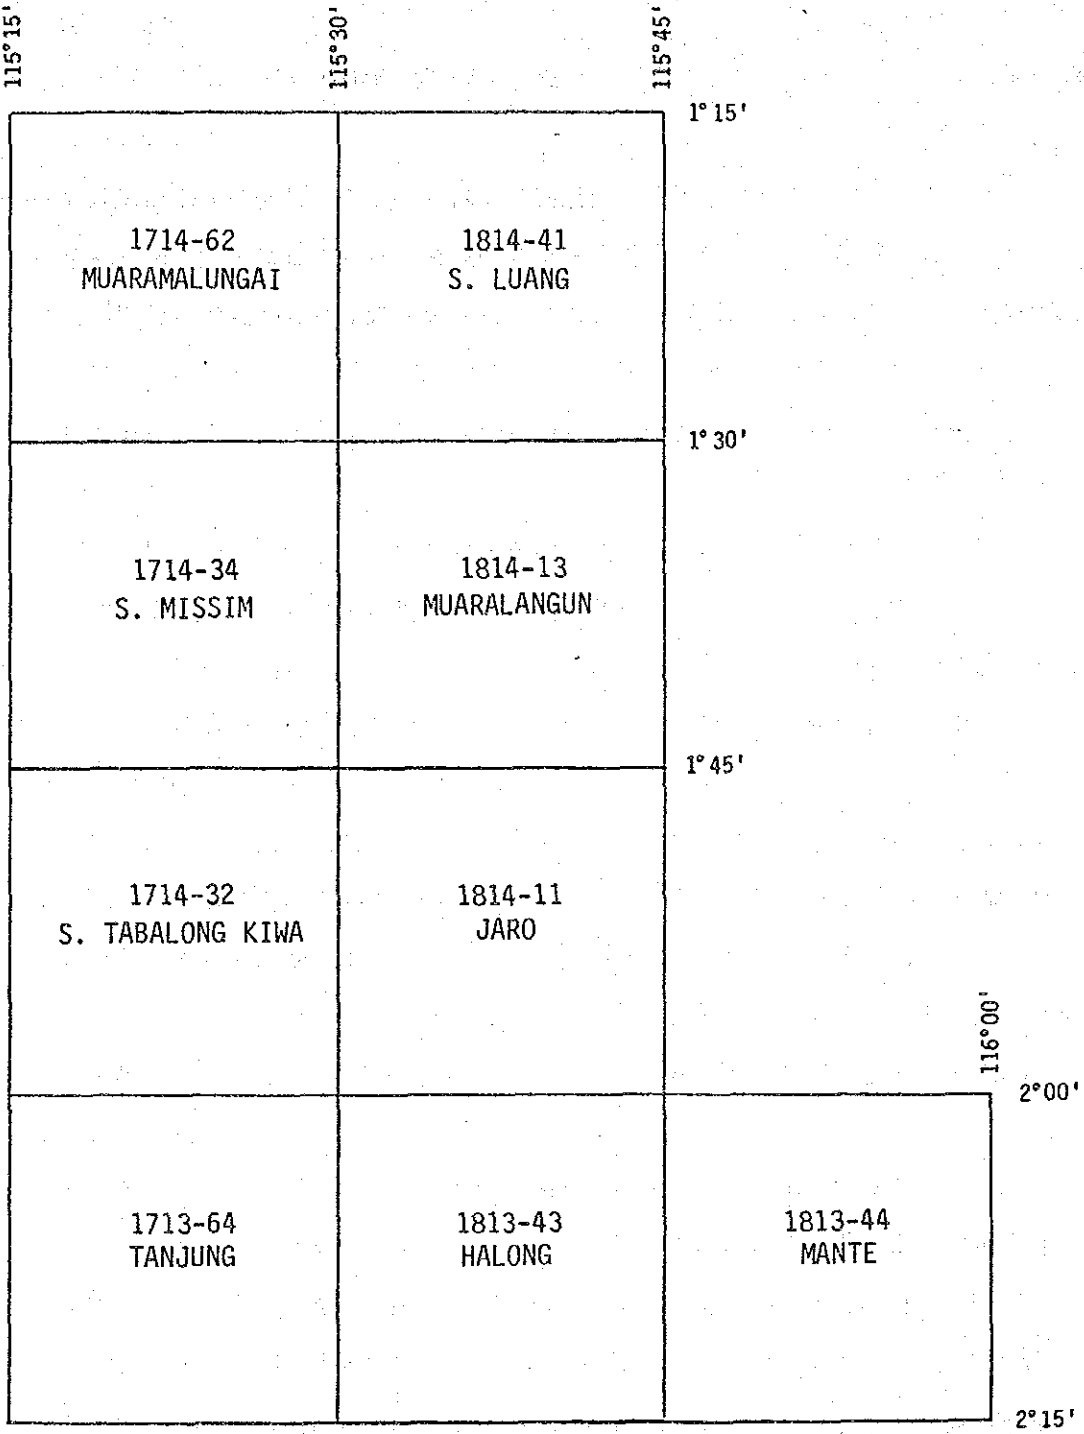 115°15'
115°30'
115°45'
1°15'
1714-62
MUARAMALUNGAI
1814-41
S. LUANG
1°30'
1714-34
S. MISSIM
1814-13
MUARALANGUN
1°45'
1714-32
S. TABALONG KIWA
1814-11
JARO
116°00'
2°00'
1713-64
TANJUNG
1813-43
HALONG
1813-44
MANTE
2°15'